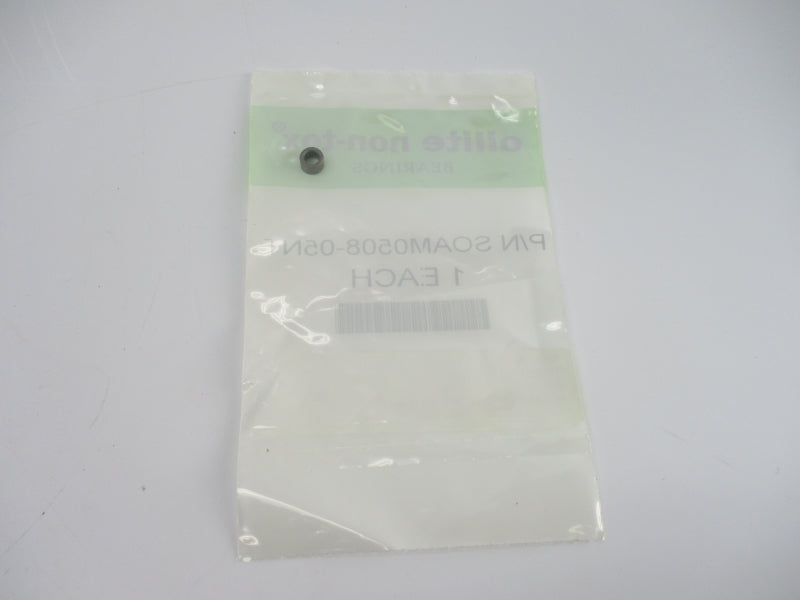 oilite non-tox®
BEARINGS
P/N SOAM0508-05N
1 EACH